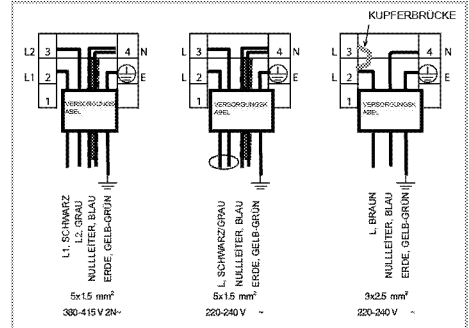 KUPFERBRÜCKE
L2 3 4 N
L1 2 E
1
VERSORGUNGSK
ABEL
L1, SCHWARZ
L2, GRAU
NULLLEITER, BLAU
ERDE, GELB-GRÜN
5x1.5 mm²
380-415 V 2N~
L 3 4 N
L 2 E
1
VERSORGUNGSK
ABEL
L, SCHWARZ/GRAU
NULLLEITER, BLAU
ERDE, GELB-GRÜN
5x1.5 mm²
220-240 V ~
L 3 4 N
L 2 E
1
VERSORGUNGSK
ABEL
L, BRAUN
NULLLEITER, BLAU
ERDE, GELB-GRÜN
3x2.5 mm²
220-240 V ~